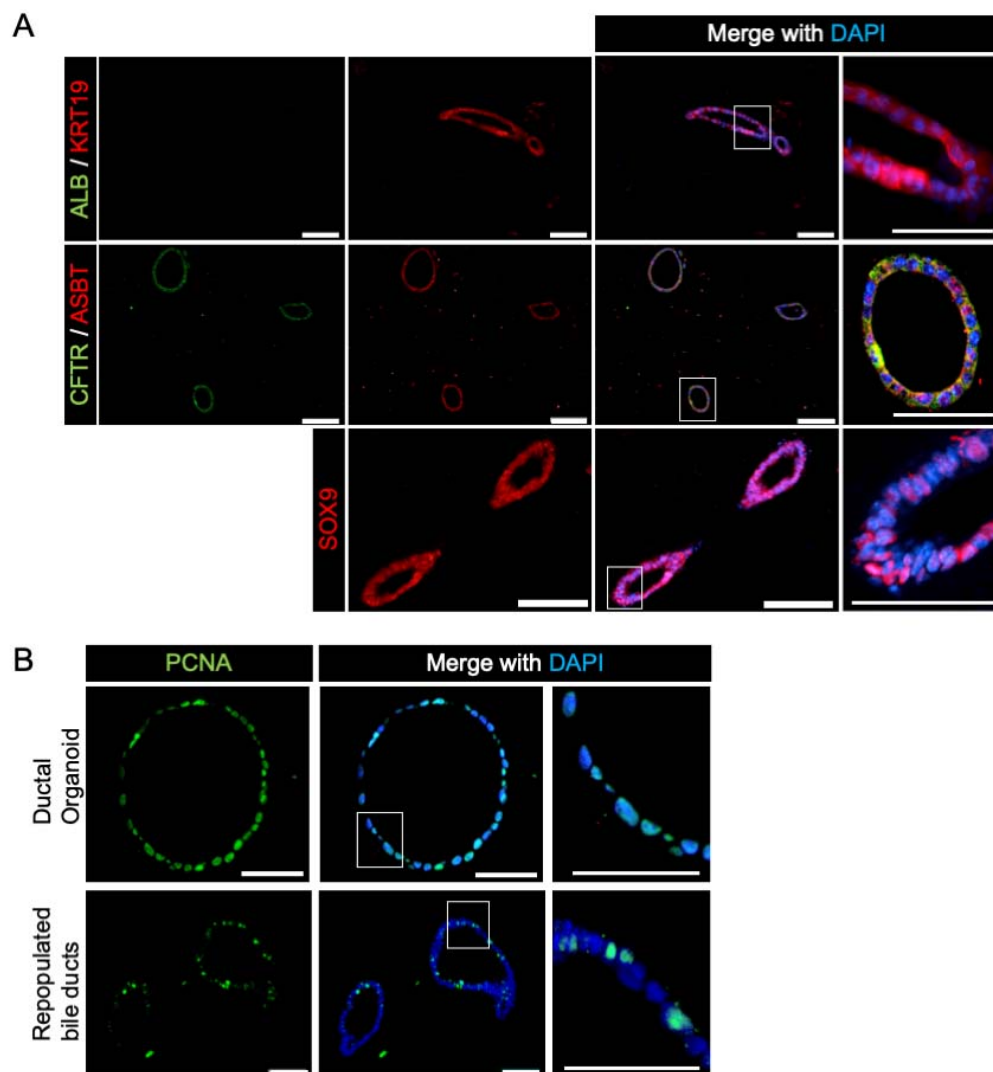 A
Merge with DAPI
ALB / KRT19
CFTR / ASBT
SOX9
B
PCNA
Merge with DAPI
Ductal
Organoid
Repopulated
bile ducts